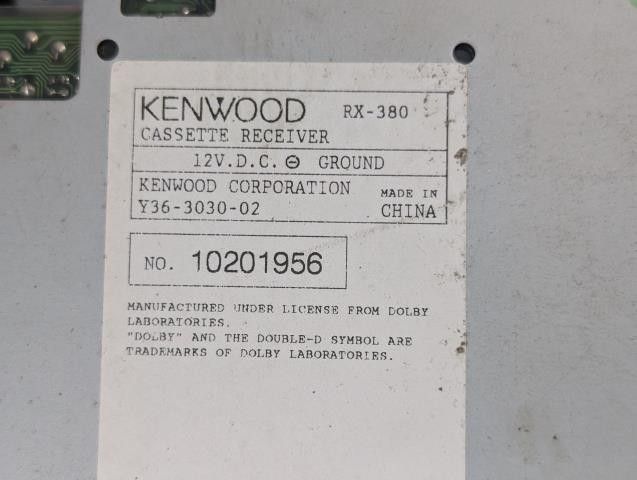 KENWOOD RX-380
CASSETTE RECEIVER
12V.D.C. ⊖ GROUND
KENWOOD CORPORATION MADE IN
Y36-3030-02 CHINA
NO. 10201956
MANUFACTURED UNDER LICENSE FROM DOLBY
LABORATORIES.
"DOLBY" AND THE DOUBLE-D SYMBOL ARE
TRADEMARKS OF DOLBY LABORATORIES.